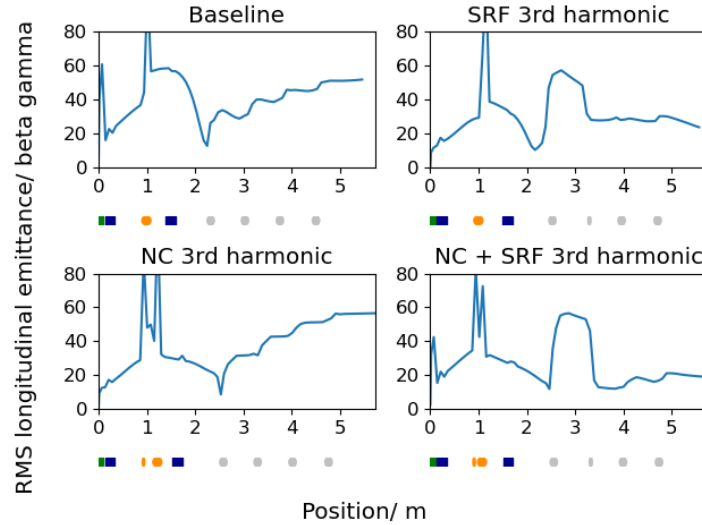 Baseline
SRF 3rd harmonic
80
60
40
20
0
0 1 2 3 4 5
80
60
40
20
0
0 1 2 3 4 5
NC 3rd harmonic
NC + SRF 3rd harmonic
80
60
40
20
0
0 1 2 3 4 5
80
60
40
20
0
0 1 2 3 4 5
RMS longitudinal emittance/ beta gamma
Position/ m